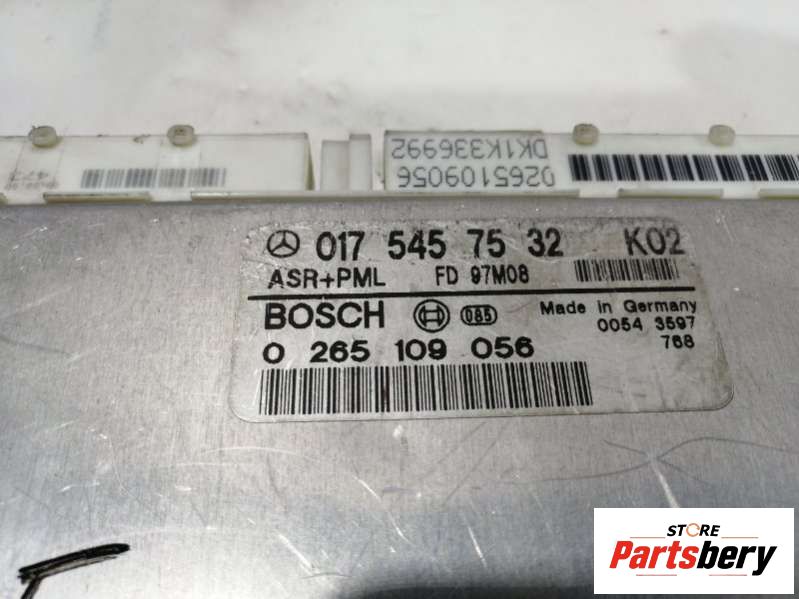 0265109056
DK1K336992
017 545 75 32 K02
ASR+PML FD 97M08
BOSCH 085 Made in Germany
0054 3597
0 265 109 056 768
STORE
Partsbery